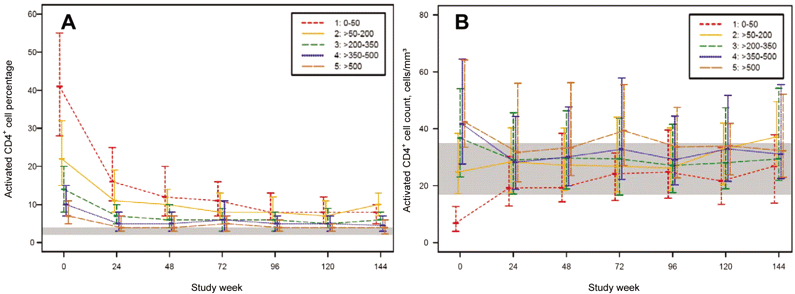 A
Activated CD4⁺ cell percentage
60
50
40
30
20
10
0
1: 0-50
2: >50-200
3: >200-350
4: >350-500
5: >500
0 24 48 72 96 120 144
Study week
B
Activated CD4⁺ cell count, cells/mm³
80
60
40
20
0
1: 0-50
2: >50-200
3: >200-350
4: >350-500
5: >500
0 24 48 72 96 120 144
Study week